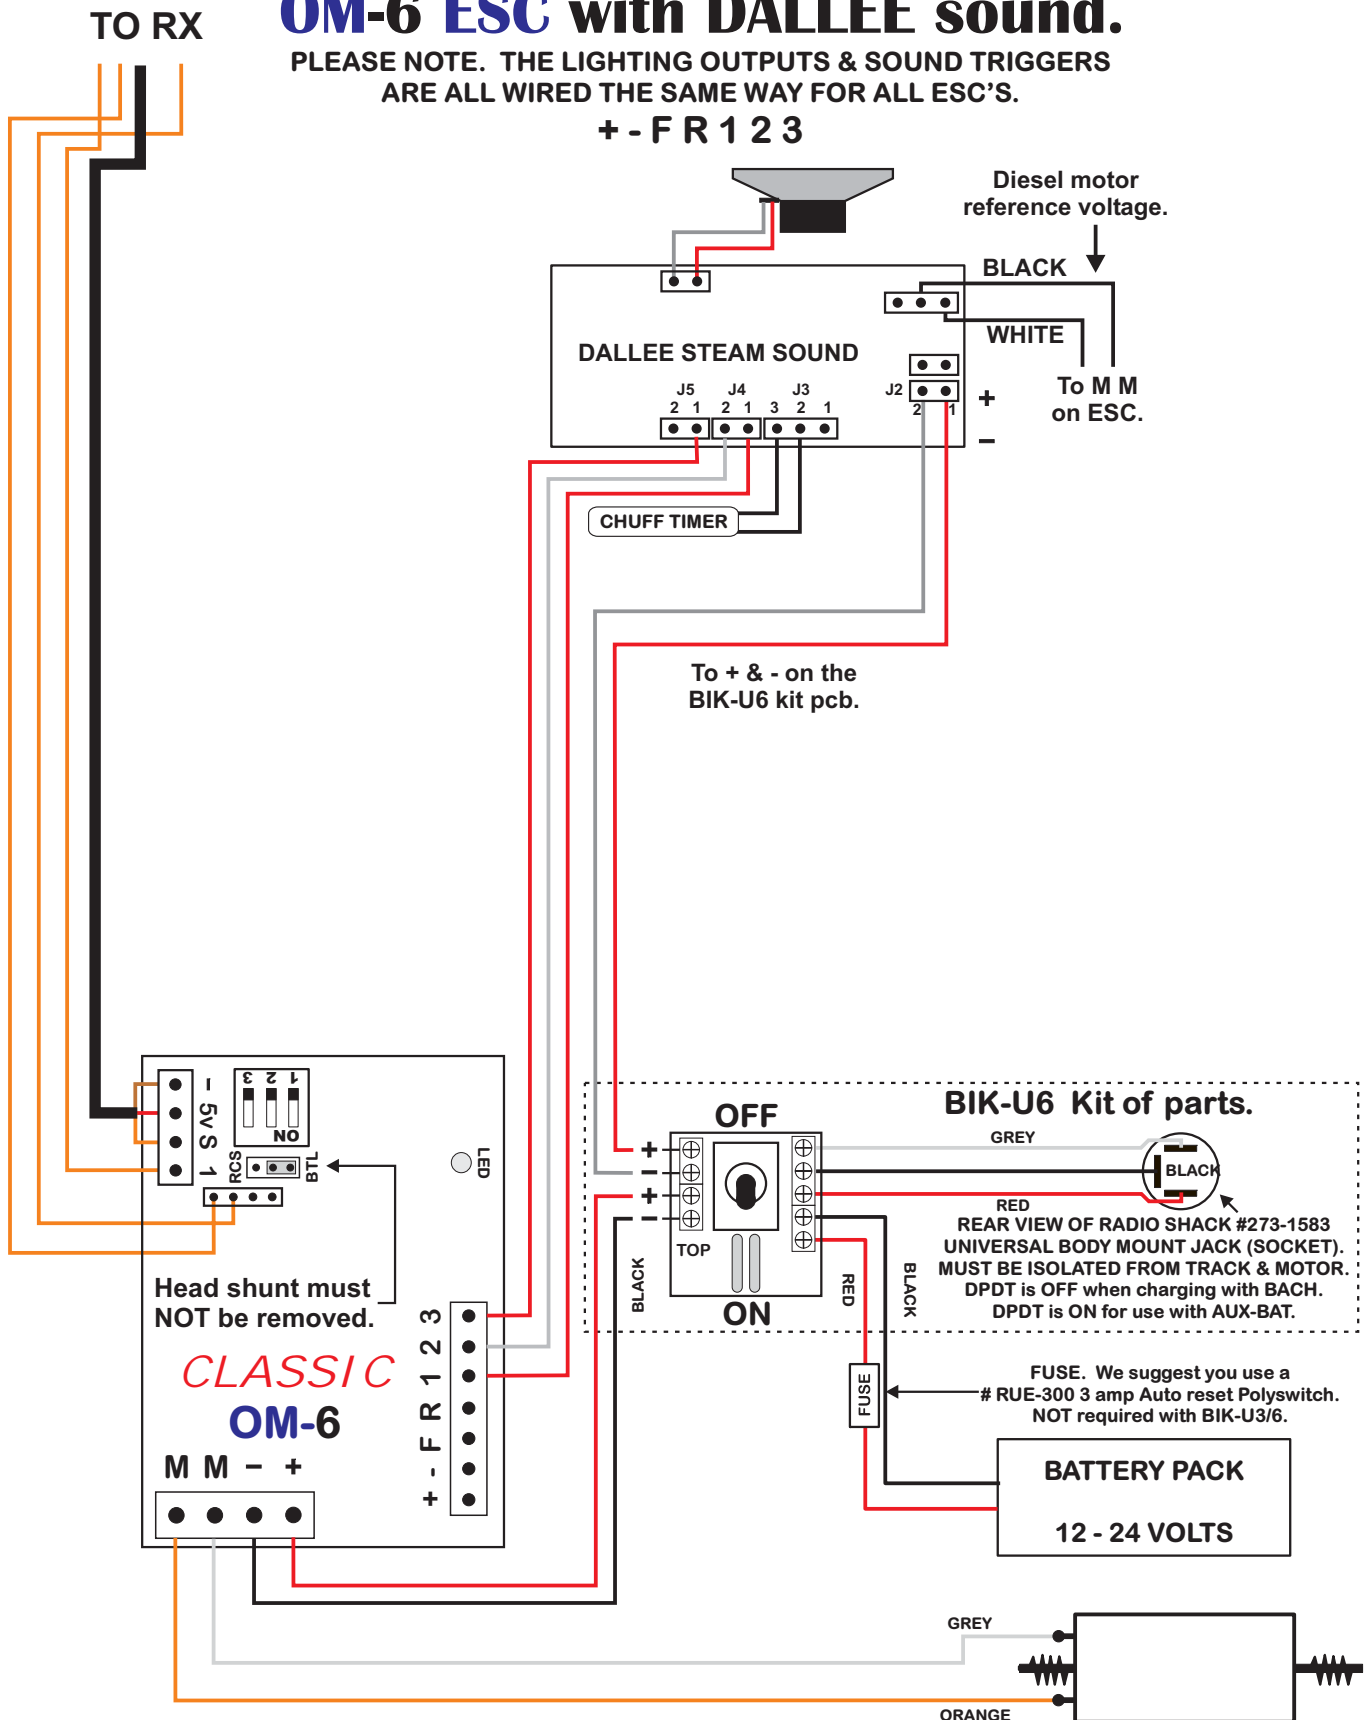 TO RX
OM-6 ESC with DALLEE sound.
PLEASE NOTE.  THE LIGHTING OUTPUTS & SOUND TRIGGERS
ARE ALL WIRED THE SAME WAY FOR ALL ESC'S.
+ - F R 1 2 3
Diesel motor
reference voltage.
BLACK
WHITE
To M M
on ESC.
DALLEE STEAM SOUND
J5 J4 J3
2 1 2 1 3 2 1
J2
2 1
+
−
CHUFF TIMER
To + & - on the
BIK-U6 kit pcb.
− 5v S 1
3 2 1
NO
RCS
BTL
LED
Head shunt must
NOT be removed.
CLASSIC
OM-6
M M − +
+ - F R 1 2 3
BIK-U6  Kit of parts.
OFF
+
−
+
−
TOP
ON
BLACK
RED
BLACK
GREY
BLACK
RED
REAR VIEW OF RADIO SHACK #273-1583
UNIVERSAL BODY MOUNT JACK (SOCKET).
MUST BE ISOLATED FROM TRACK & MOTOR.
DPDT is OFF when charging with BACH.
DPDT is ON for use with AUX-BAT.
FUSE
FUSE.  We suggest you use a
# RUE-300 3 amp Auto reset Polyswitch.
NOT required with BIK-U3/6.
BATTERY PACK
12 - 24 VOLTS
GREY
ORANGE